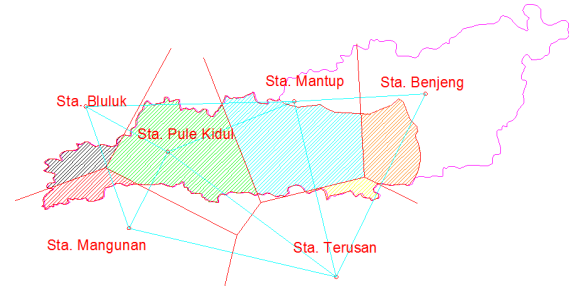 Sta. Mantup
Sta. Benjeng
Sta. Bluluk
Sta. Pule Kidul
Sta. Mangunan
Sta. Terusan